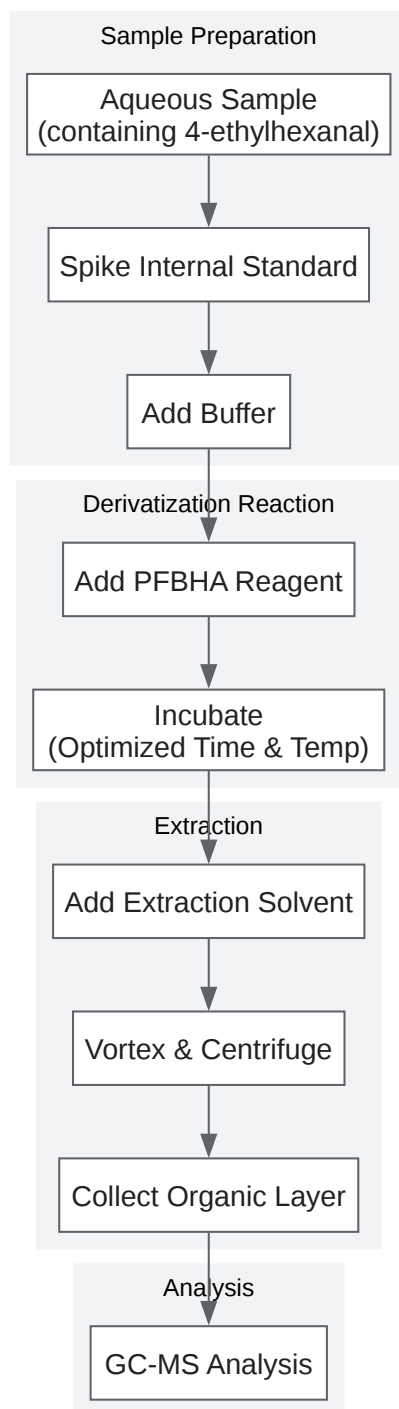 Sample Preparation
Aqueous Sample
(containing 4-ethylhexanal)
Spike Internal Standard
Add Buffer
Derivatization Reaction
Add PFBHA Reagent
Incubate
(Optimized Time & Temp)
Extraction
Add Extraction Solvent
Vortex & Centrifuge
Collect Organic Layer
Analysis
GC-MS Analysis